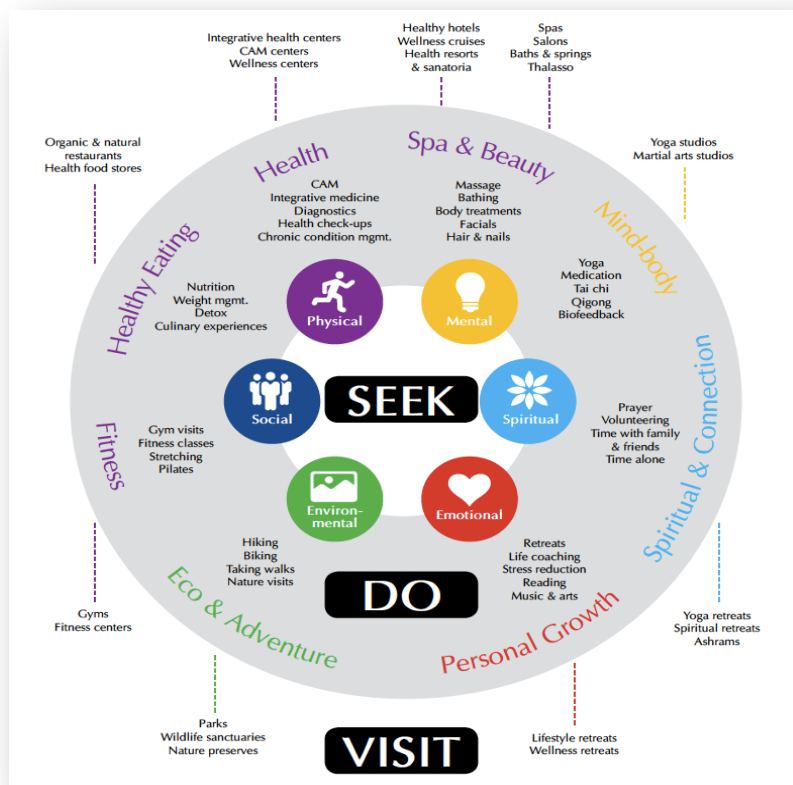 Integrative health centers
CAM centers
Wellness centers
Healthy hotels
Wellness cruises
Health resorts
& sanatoria
Spas
Salons
Baths & springs
Thalasso
Organic & natural
restaurants
Health food stores
Yoga studios
Martial arts studios
Health
Spa & Beauty
Mind-body
Healthy Eating
CAM
Integrative medicine
Diagnostics
Health check-ups
Chronic condition mgmt.
Massage
Bathing
Body treatments
Facials
Hair & nails
Yoga
Medication
Tai chi
Qigong
Biofeedback
Nutrition
Weight mgmt.
Detox
Culinary experiences
Physical
Mental
Social
SEEK
Spiritual
Fitness
Gym visits
Fitness classes
Stretching
Pilates
Prayer
Volunteering
Time with family
& friends
Time alone
Spiritual & Connection
Environ-
mental
Emotional
Hiking
Biking
Taking walks
Nature visits
DO
Retreats
Life coaching
Stress reduction
Reading
Music & arts
Eco & Adventure
Personal Growth
Gyms
Fitness centers
Yoga retreats
Spiritual retreats
Ashrams
Parks
Wildlife sanctuaries
Nature preserves
VISIT
Lifestyle retreats
Wellness retreats